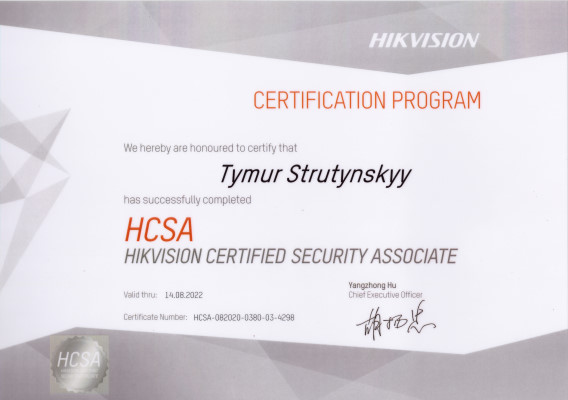 HIKVISION
CERTIFICATION PROGRAM
We hereby are honoured to certify that
Tymur Strutynskyy
has successfully completed
HCSA
HIKVISION CERTIFIED SECURITY ASSOCIATE
Valid thru: 14.08.2022
Yangzhong Hu
Chief Executive Officer
Certificate Number: HCSA-082020-0380-03-4298
HCSA